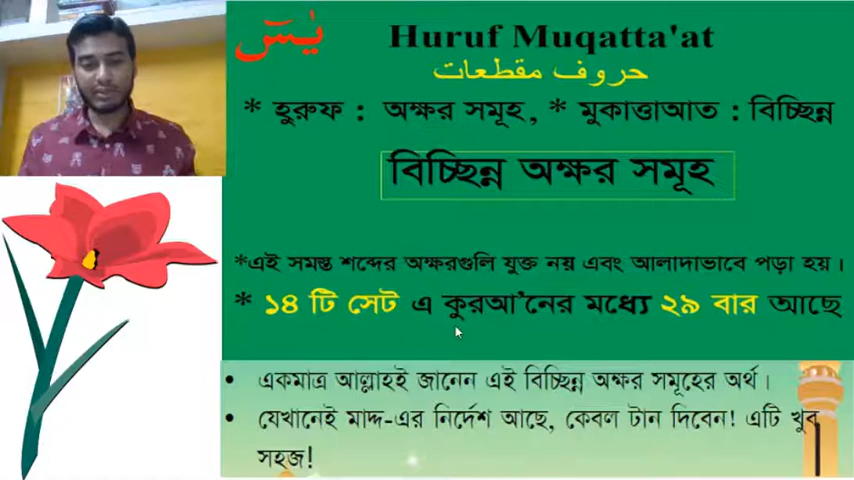 يٰسٓ
Huruf Muqatta'at
حروف مقطعات
* হুরুফ : অক্ষর সমূহ, * মুকাত্তাআত : বিচ্ছিন্ন
বিচ্ছিন্ন অক্ষর সমূহ
*এই সমস্ত শব্দের অক্ষরগুলি যুক্ত নয় এবং আলাদাভাবে পড়া হয়।
* ১৪ টি সেট এ কুরআ'নের মধ্যে ২৯ বার আছে
• একমাত্র আল্লাহই জানেন এই বিচ্ছিন্ন অক্ষর সমূহের অর্থ।
• যেখানেই মাদ্দ-এর নির্দেশ আছে, কেবল টান দিবেন! এটি খুব
সহজ!